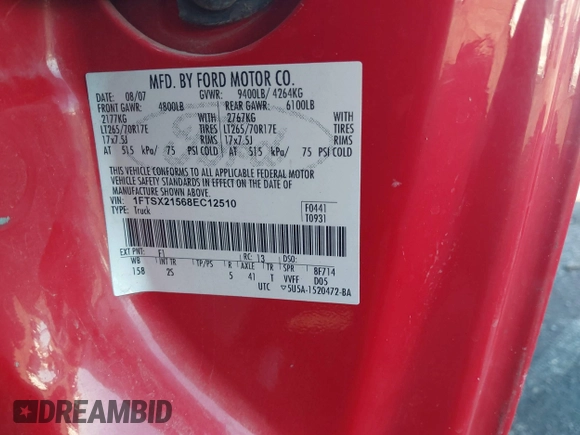 MFD. BY FORD MOTOR CO.
DATE: 08/07 GVWR: 9400LB/ 4264KG
FRONT GAWR: 4800LB REAR GAWR: 6100LB
2177KG WITH 2767KG WITH
LT265/70R17E TIRES LT265/70R17E TIRES
17x7.5J RIMS 17x7.5J RIMS
AT 515 kPa/ 75 PSI COLD AT 515 kPa/ 75 PSI COLD
THIS VEHICLE CONFORMS TO ALL APPLICABLE FEDERAL MOTOR
VEHICLE SAFETY STANDARDS IN EFFECT ON THE DATE OF
MANUFACTURE SHOWN ABOVE.
VIN: 1FTSX21568EC12510 F0441
TYPE: Truck T0931
EXT PNT: F1 RC: 13 DSO:
WB INT TR TP/PS R AXLE TR SPR 8F714
158 2S 5 41 T VVFF D05
UTC 5U5A-1520472-BA
DREAMBID